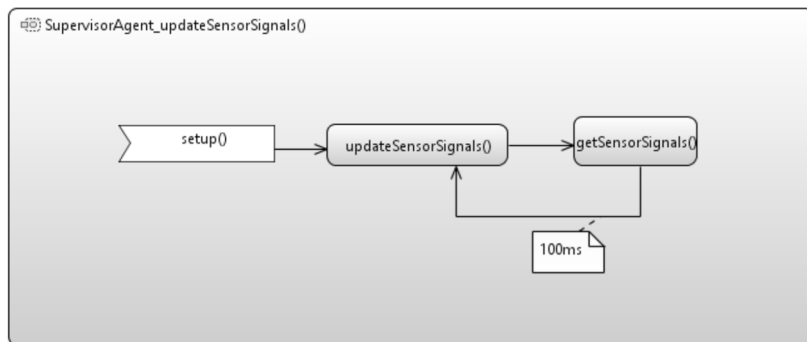 SupervisorAgent_updateSensorSignals()
setup()
updateSensorSignals()
getSensorSignals()
100ms